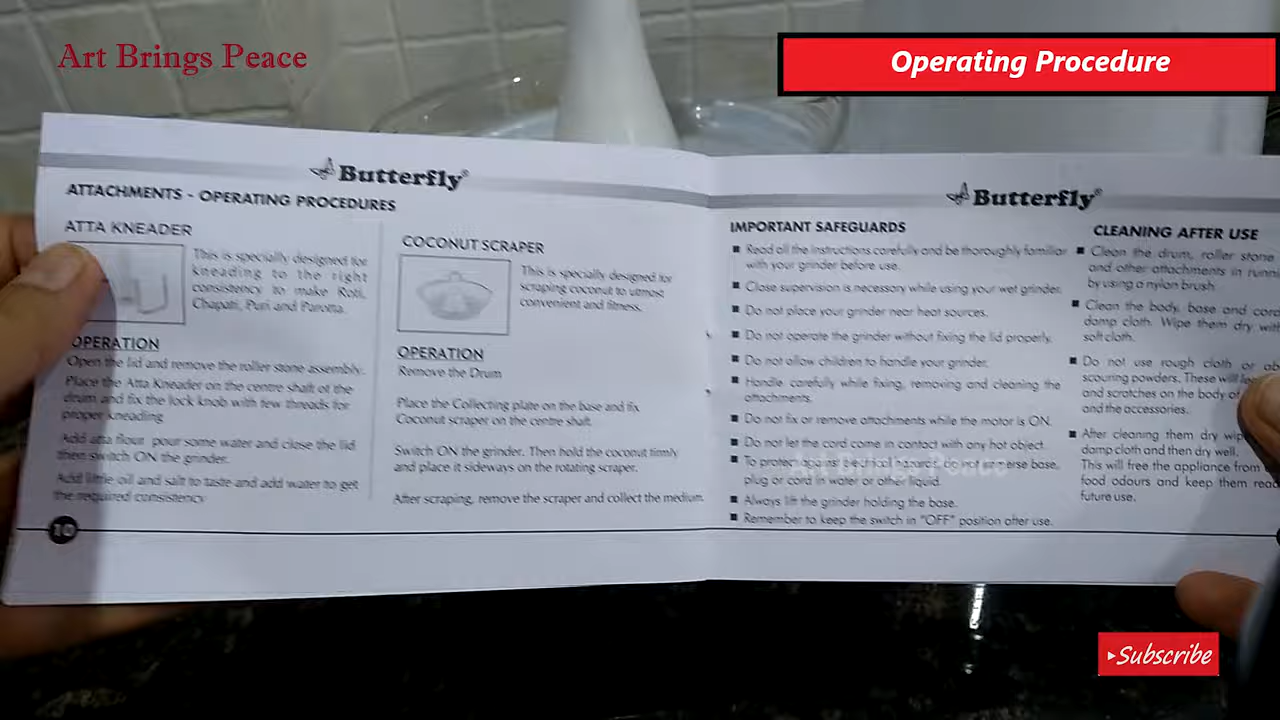 Art Brings Peace
Operating Procedure
Butterfly®
ATTACHMENTS - OPERATING PROCEDURES
ATTA KNEADER
This is specially designed for
kneading to the right
consistency to make Roti,
Chapati, Puri and Parotta.
OPERATION
Open the lid and remove the roller stone assembly.
Place the Atta Kneader on the centre shaft of the
drum and fix the lock knob with few threads for
proper kneading
Add atta flour pour some water and close the lid
then switch ON the grinder.
Add little oil and salt to taste and add water to get
the required consistency
10
COCONUT SCRAPER
This is specially designed for
scraping coconut to utmost
convenient and fitness.
OPERATION
Remove the Drum
Place the Collecting plate on the base and fix
Coconut scraper on the centre shaft.
Switch ON the grinder. Then hold the coconut firmly
and place it sideways on the rotating scraper.
After scraping, remove the scraper and collect the medium.
Butterfly®
IMPORTANT SAFEGUARDS
Read all the instructions carefully and be thoroughly familiar
with your grinder before use.
Close supervision is necessary while using your wet grinder.
Do not place your grinder near heat sources.
Do not operate the grinder without fixing the lid properly.
Do not allow children to handle your grinder.
Handle carefully while fixing, removing and cleaning the
attachments.
Do not fix or remove attachments while the motor is ON.
Do not let the cord come in contact with any hot object.
To protect against electrical hazards, do not immerse base,
plug or cord in water or other liquid.
Always lift the grinder holding the base.
Remember to keep the switch in "OFF" position after use.
Art Brings Peace
CLEANING AFTER USE
Clean the drum, roller stone
and other attachments in
by using a nylon brush
Clean the body, base and
damp cloth. Wipe them dry
soft cloth.
Do not use rough cloth or
scouring powders. These will
and scratches on the body of
and the accessories.
After cleaning them dry
damp cloth and then dry well.
This will free the appliance from
food odours and keep them
future use.
Subscribe